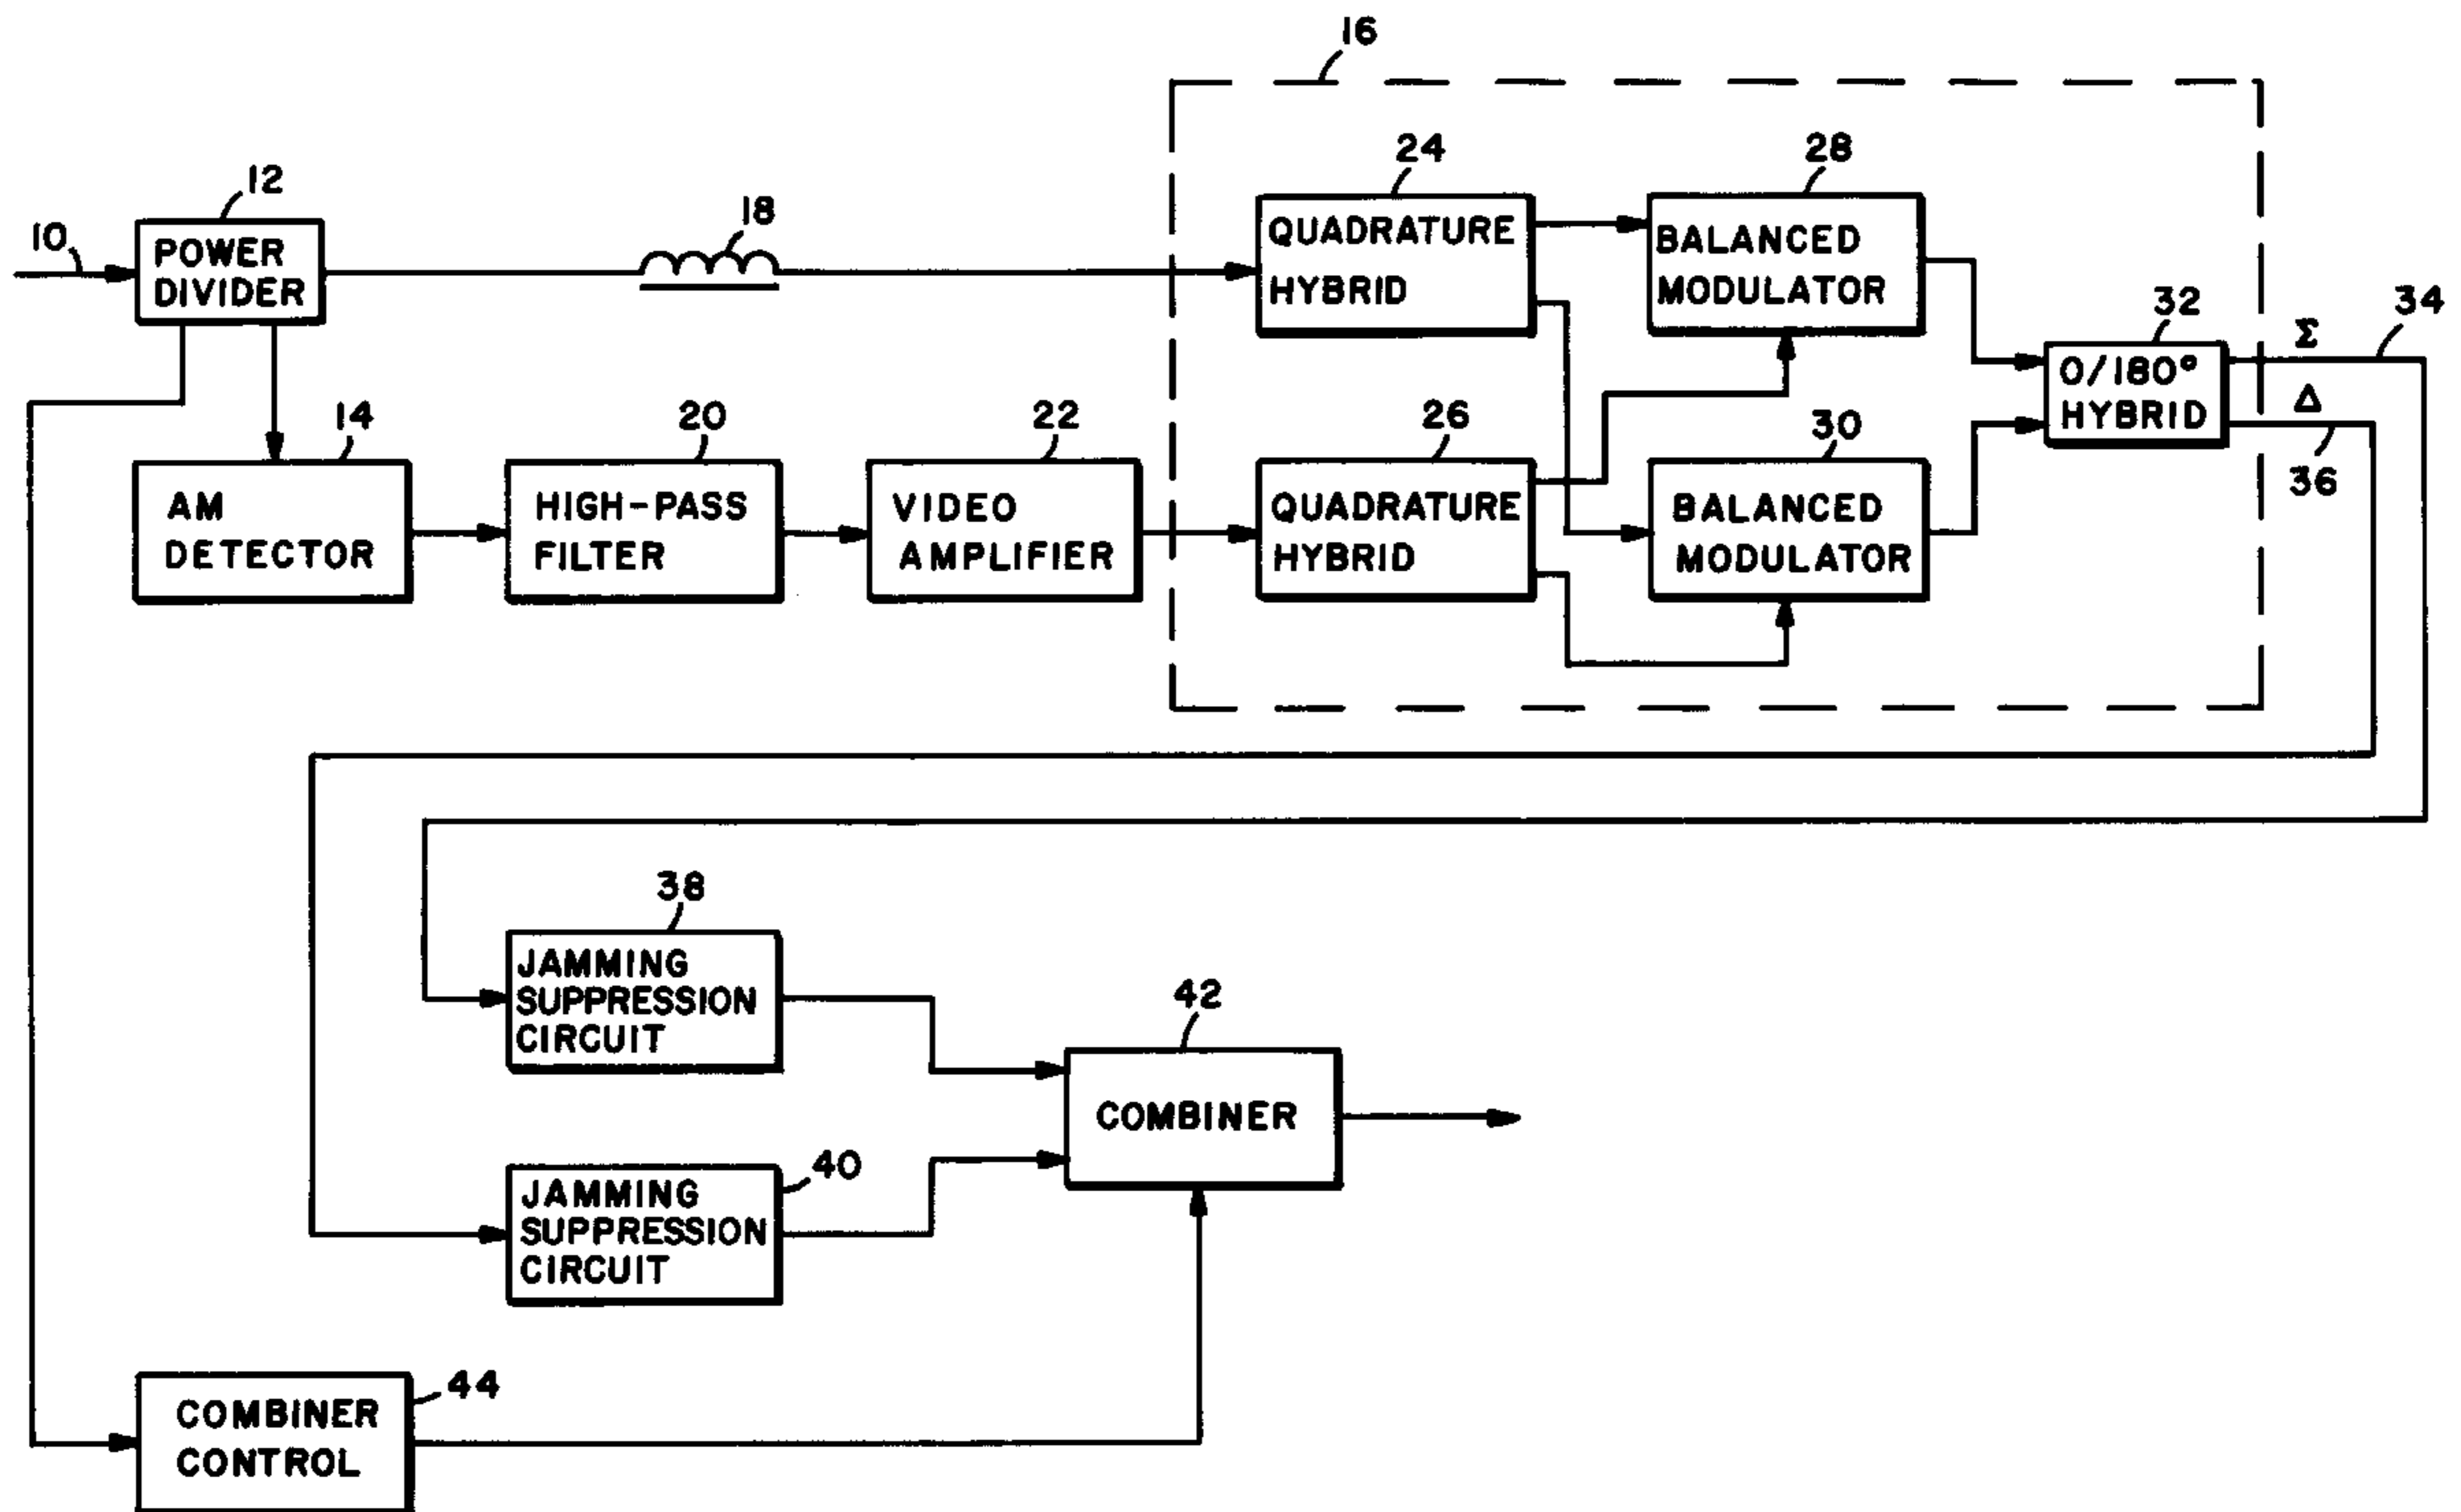 16
24
28
12
18
10
POWER
DIVIDER
QUADRATURE
HYBRID
BALANCED
MODULATOR
32
34
Σ
0/180°
HYBRID
Δ
36
14
20
22
26
30
AM
DETECTOR
HIGH-PASS
FILTER
VIDEO
AMPLIFIER
QUADRATURE
HYBRID
BALANCED
MODULATOR
38
JAMMING
SUPPRESSION
CIRCUIT
42
COMBINER
40
JAMMING
SUPPRESSION
CIRCUIT
44
COMBINER
CONTROL